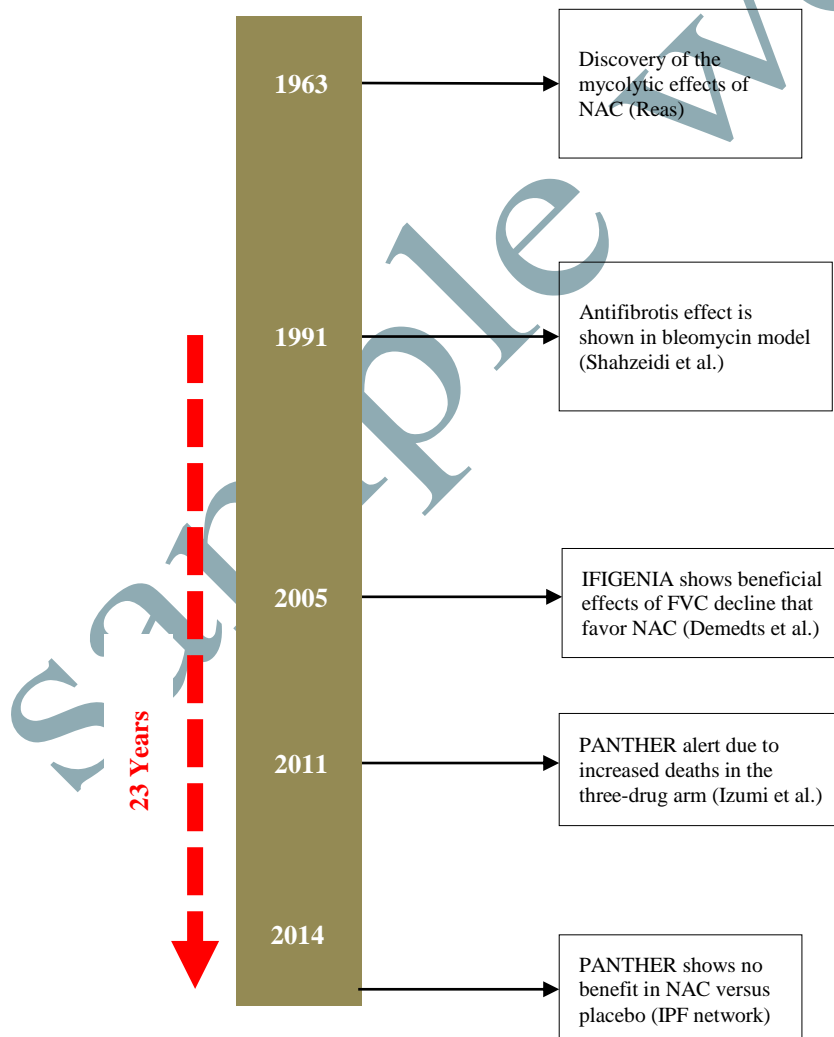 1963
Discovery of the
mycolytic effects of
NAC (Reas)
1991
Antifibrotis effect is
shown in bleomycin model
(Shahzeidi et al.)
2005
IFIGENIA shows beneficial
effects of FVC decline that
favor NAC (Demedts et al.)
23 Years
2011
PANTHER alert due to
increased deaths in the
three-drug arm (Izumi et al.)
2014
PANTHER shows no
benefit in NAC versus
placebo (IPF network)
sample